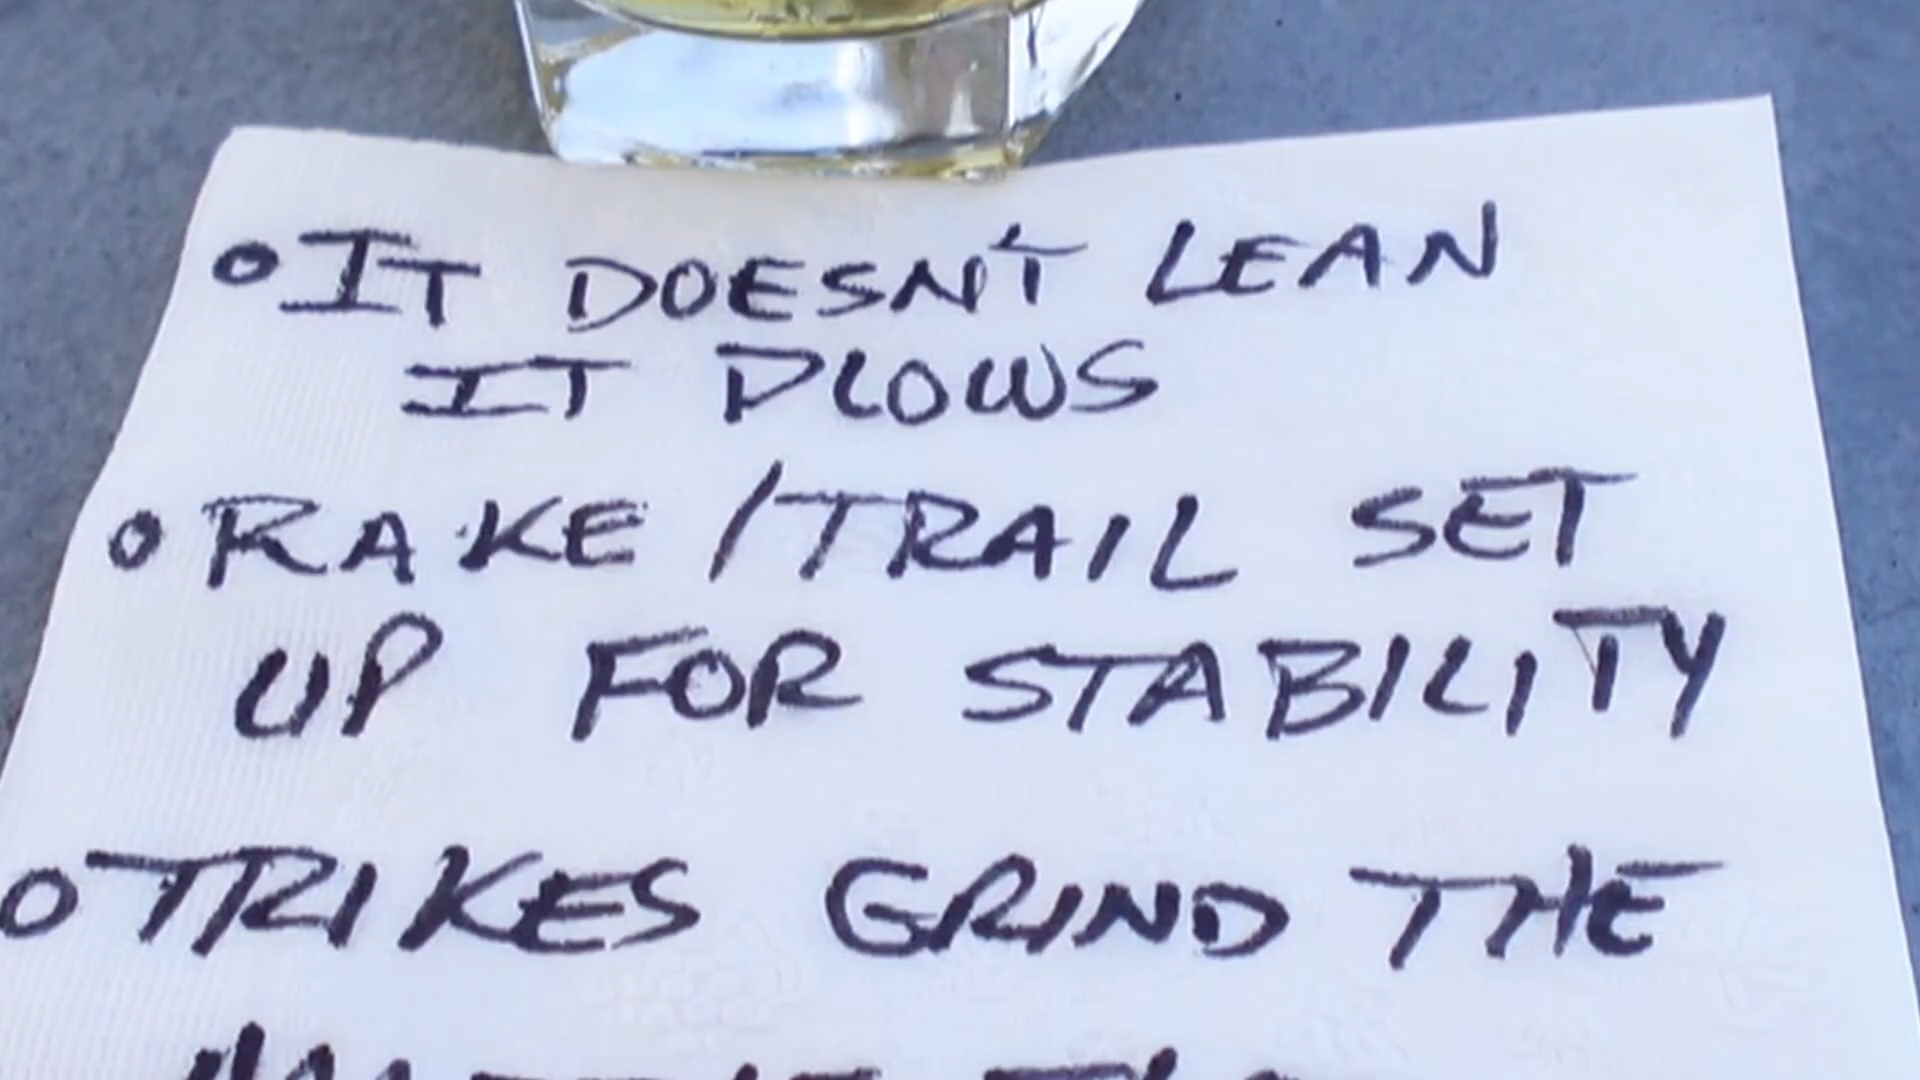 • IT DOESN'T LEAN
IT PLOWS
• RAKE / TRAIL SET
UP FOR STABILITY
• TRIKES GRIND THE